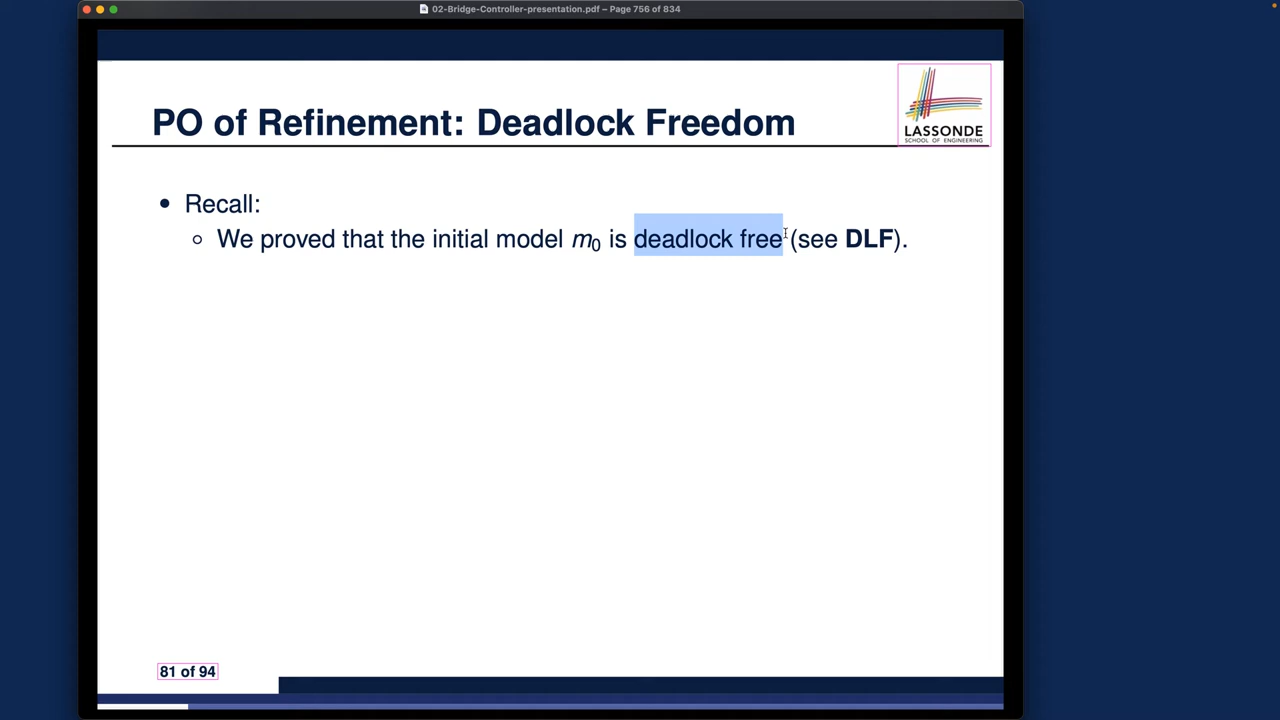 02-Bridge-Controller-presentation.pdf – Page 756 of 834
PO of Refinement: Deadlock Freedom
LASSONDE
SCHOOL OF ENGINEERING
• Recall:
○ We proved that the initial model m₀ is deadlock free (see DLF).
81 of 94